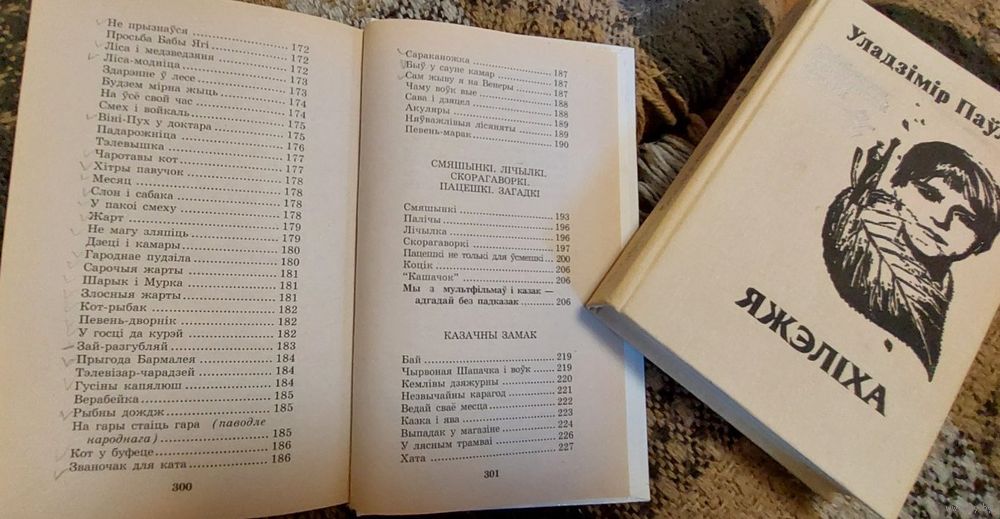 Не прызнаўся 172
Просьба Бабы Ягі 172
Ліса і медзведзяня 172
Ліса-модніца 173
Здарэнне ў лесе 173
Будзем мірна жыць 174
На ўсё свой час 174
Смех і войкаль 175
Віні-Пух у доктара 175
Падарожніца 176
Тэлевышка 177
Чаротавы кот 177
Хітры павучок 178
Месяц 178
Слон і сабака 178
У пакоі смеху 178
Жарт 179
Не магу зляпіць 179
Дзеці і камары 180
Гароднае пудзіла 180
Сарочыя жарты 181
Шарык і Мурка 181
Злосныя жарты 181
Кот-рыбак 182
Певень-дворнік 182
У госці да курэй 182
Зай-разгубляй 183
Прыгода Бармалея 184
Тэлевізар-чарадзей 184
Гусіны капялюш 184
Верабейка 185
Рыбны дождж 185
На гары стаіць гара (паводле
народнага) 185
Кот у буфеце 186
Званочак для ката 186
300
Сараканожка 187
Быў у сауне камар 187
Сам жыву я на Венеры 187
Чаму воўк вые 188
Сава і дзяцел 188
Акуляры 189
Няўважлівыя лісяняты 189
Певень-марак 190
СМЯШЫНКІ. ЛІЧЫЛКІ.
СКОРАГАВОРКІ.
ПАЦЕШКІ. ЗАГАДКІ
Смяшынкі 193
Палічы 196
Лічылка 196
Скорагаворкі 197
Пацешкі не толькі для ўсмешкі 200
Коцік 206
"Кашачок" 206
Мы з мультфільмаў і казак —
адгадай без падказак 206
КАЗАЧНЫ ЗАМАК
Бай 219
Чырвоная Шапачка і воўк 219
Кемлівы дзяжурны 220
Незвычайны карагод 221
Ведай сваё месца 222
Казка і ява 223
Выпадак у магазіне 224
У лясным трамваі 226
Хата 227
301
Уладзімір Паў
ЯЖЭЛІХА